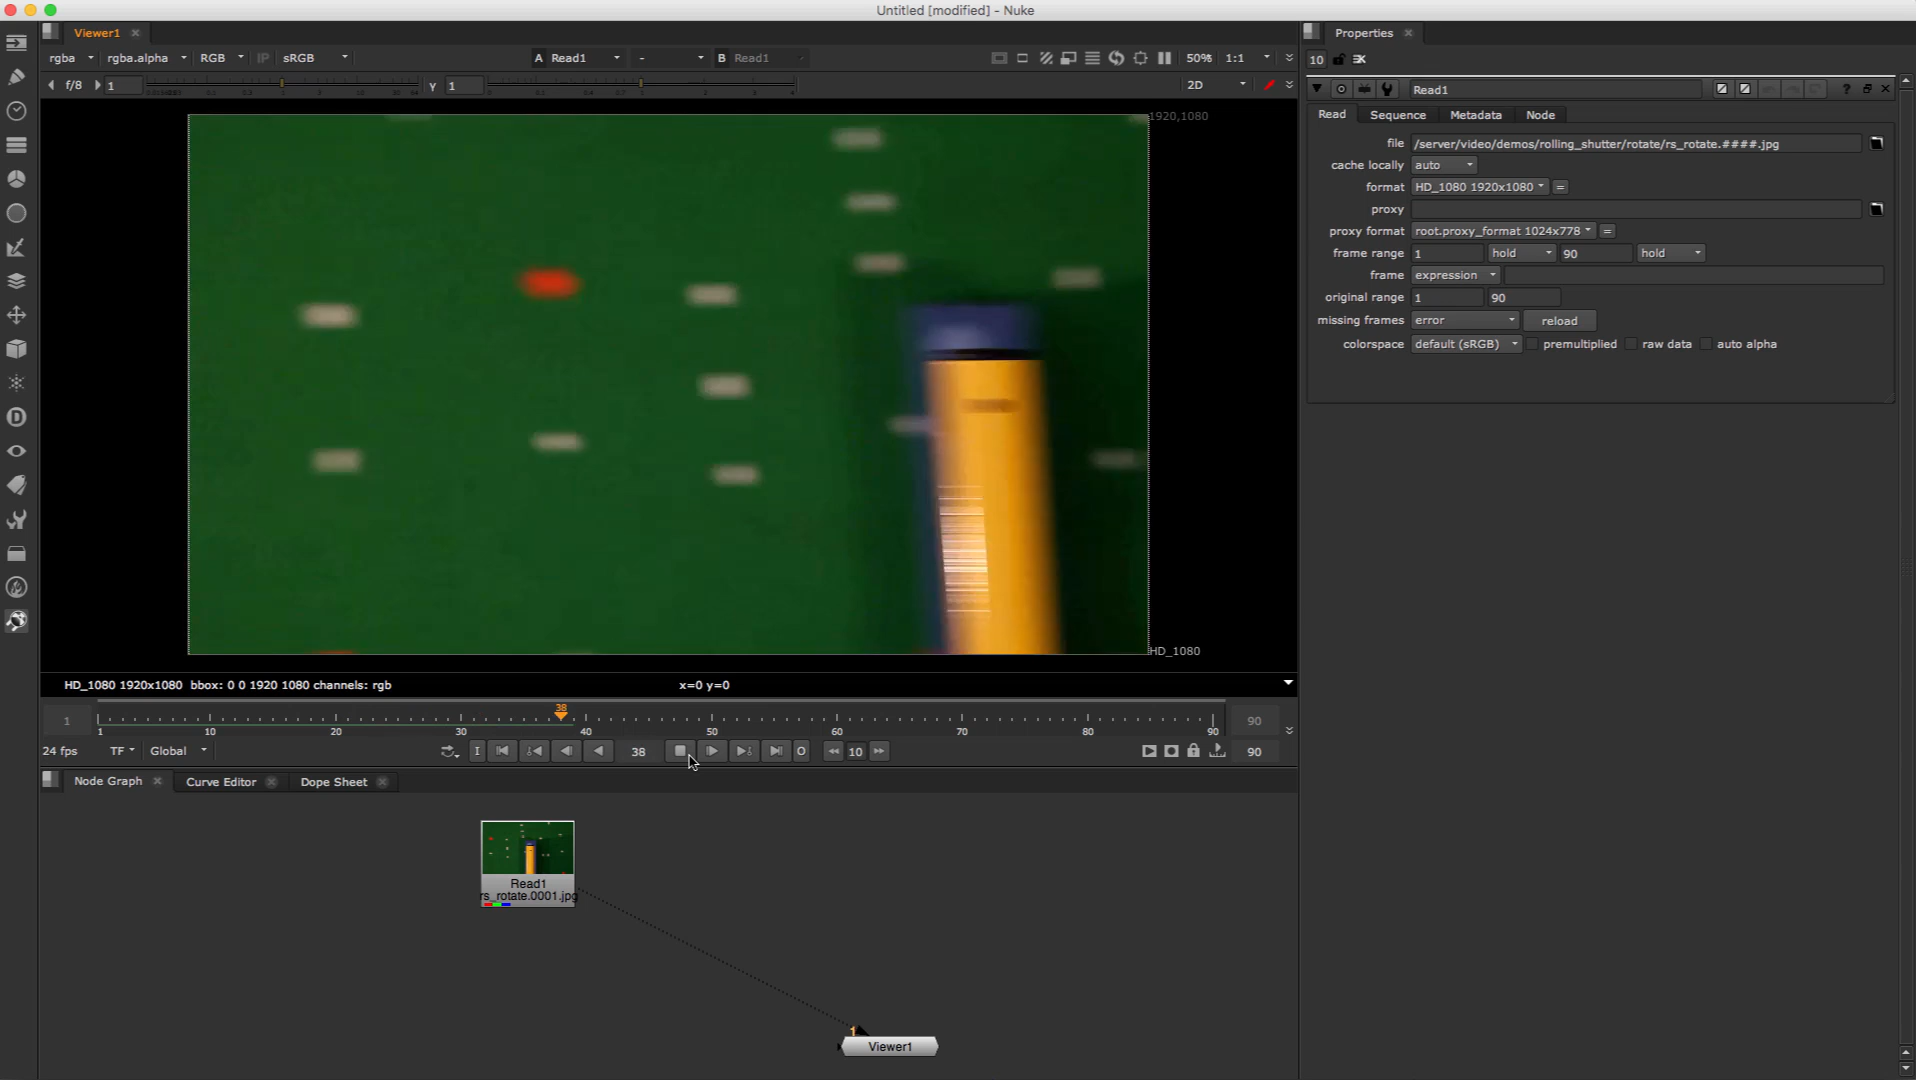 Untitled [modified] - Nuke
Viewer1
rgba rgba.alpha RGB IP sRGB A Read1 - B Read1 50% 1:1
f/8 1 γ 1 2D
1920,1080
HD_1080
HD_1080 1920x1080 bbox: 0 0 1920 1080 channels: rgb x=0 y=0
38
1 90
1 10 20 30 40 50 60 70 80 90
24 fps TF Global I 38 O 10 90
Node Graph Curve Editor Dope Sheet
Read1
rs_rotate.0001.jpg
1
Viewer1
Properties
10
Read1 ?
Read Sequence Metadata Node
file /server/video/demos/rolling_shutter/rotate/rs_rotate.####.jpg
cache locally auto
format HD_1080 1920x1080 =
proxy
proxy format root.proxy_format 1024x778 =
frame range 1 hold 90 hold
frame expression
original range 1 90
missing frames error reload
colorspace default (sRGB) premultiplied raw data auto alpha